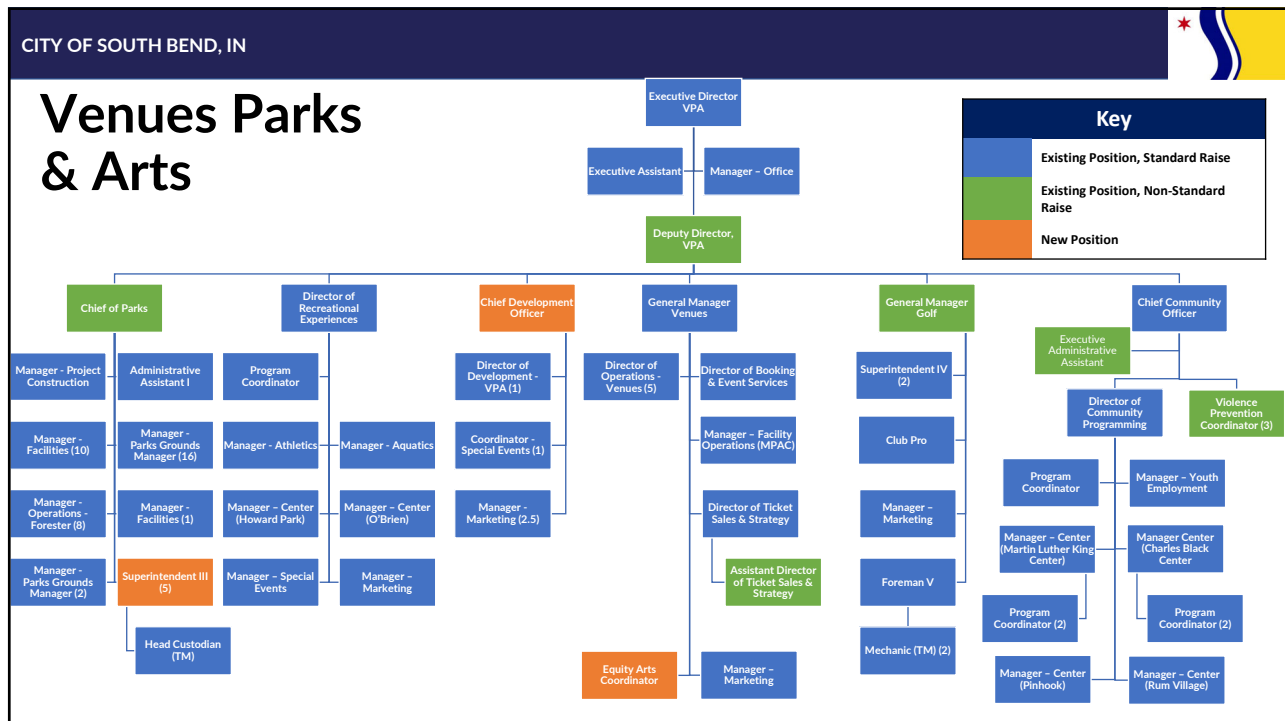 CITY OF SOUTH BEND, IN
Venues Parks
& Arts
Executive Director
VPA
Executive Assistant
Manager – Office
Deputy Director,
VPA
Key
Existing Position, Standard Raise
Existing Position, Non-Standard
Raise
New Position
Chief of Parks
Director of
Recreational
Experiences
Chief Development
Officer
General Manager
Venues
General Manager
Golf
Chief Community
Officer
Executive
Administrative
Assistant
Manager - Project
Construction
Administrative
Assistant I
Program
Coordinator
Director of
Development -
VPA (1)
Director of
Operations -
Venues (5)
Director of Booking
& Event Services
Superintendent IV
(2)
Director of
Community
Programming
Violence
Prevention
Coordinator (3)
Manager -
Facilities (10)
Manager -
Parks Grounds
Manager (16)
Manager - Athletics
Manager - Aquatics
Coordinator -
Special Events (1)
Manager – Facility
Operations (MPAC)
Club Pro
Program
Coordinator
Manager – Youth
Employment
Manager -
Operations -
Forester (8)
Manager -
Facilities (1)
Manager – Center
(Howard Park)
Manager – Center
(O'Brien)
Manager -
Marketing (2.5)
Director of Ticket
Sales & Strategy
Manager –
Marketing
Manager – Center
(Martin Luther King
Center)
Manager Center
(Charles Black
Center
Manager -
Parks Grounds
Manager (2)
Superintendent III
(5)
Manager – Special
Events
Manager –
Marketing
Assistant Director
of Ticket Sales &
Strategy
Foreman V
Program
Coordinator (2)
Program
Coordinator (2)
Head Custodian
(TM)
Mechanic (TM) (2)
Equity Arts
Coordinator
Manager –
Marketing
Manager – Center
(Pinhook)
Manager – Center
(Rum Village)